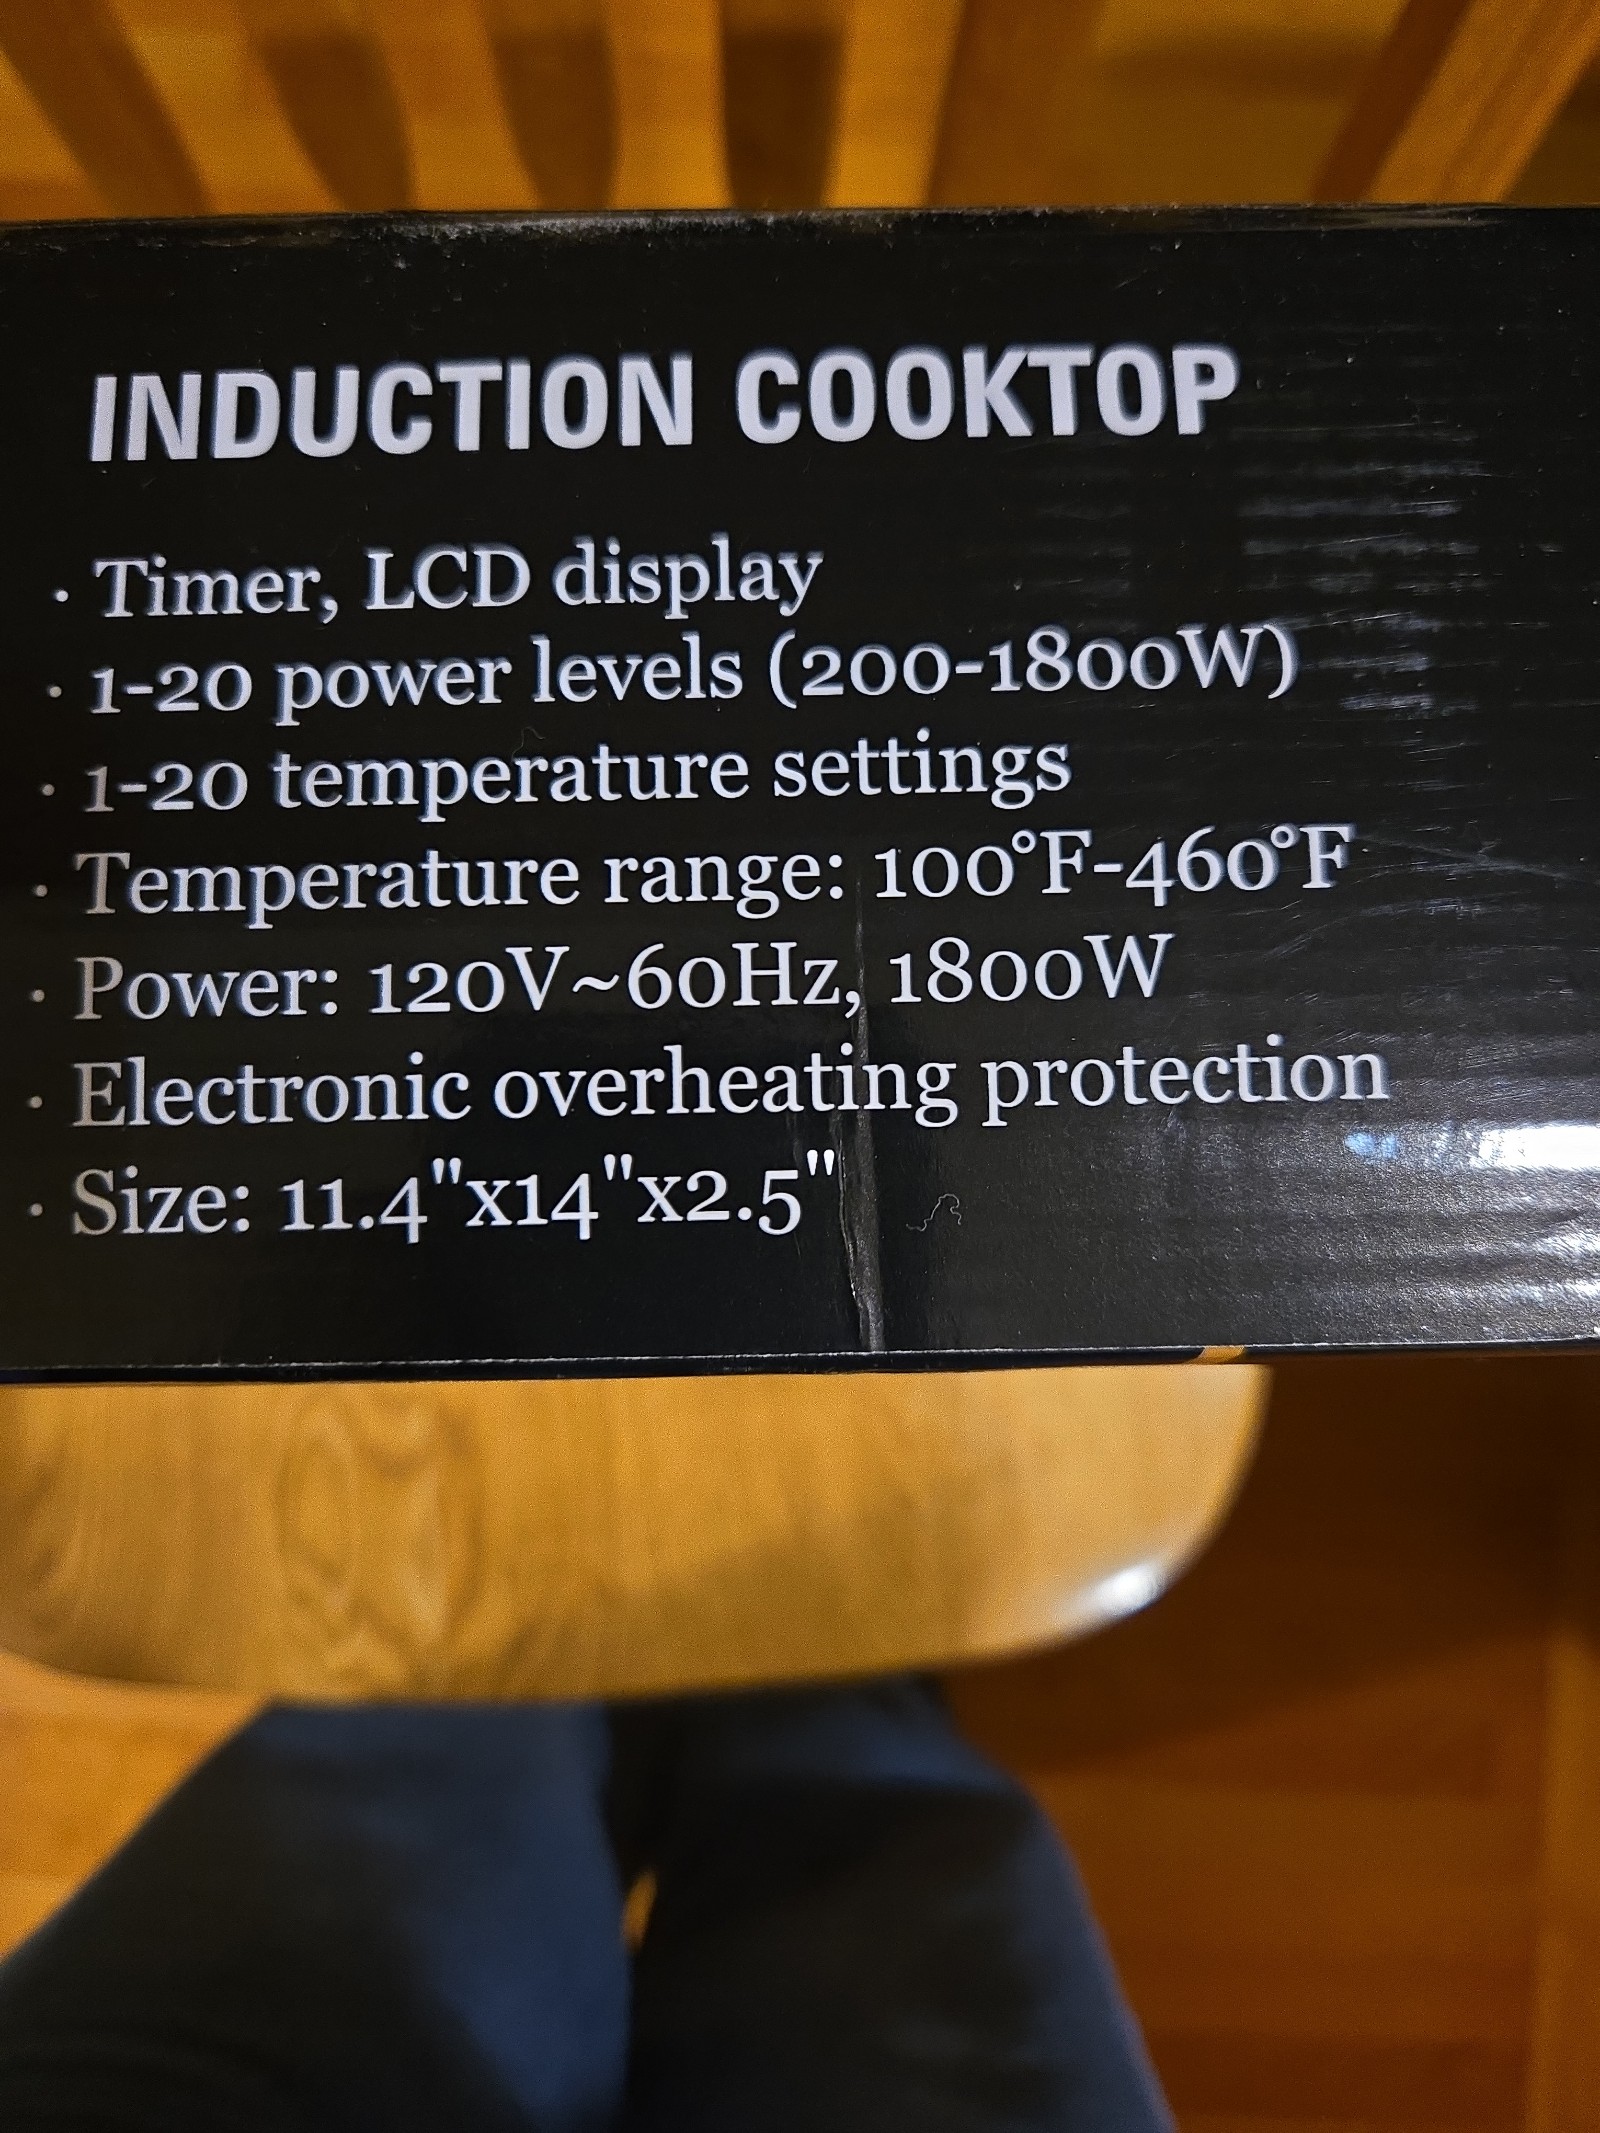 INDUCTION COOKTOP
· Timer, LCD display
· 1-20 power levels (200-1800W)
· 1-20 temperature settings
· Temperature range: 100°F-460°F
· Power: 120V~60Hz, 1800W
· Electronic overheating protection
· Size: 11.4"x14"x2.5"